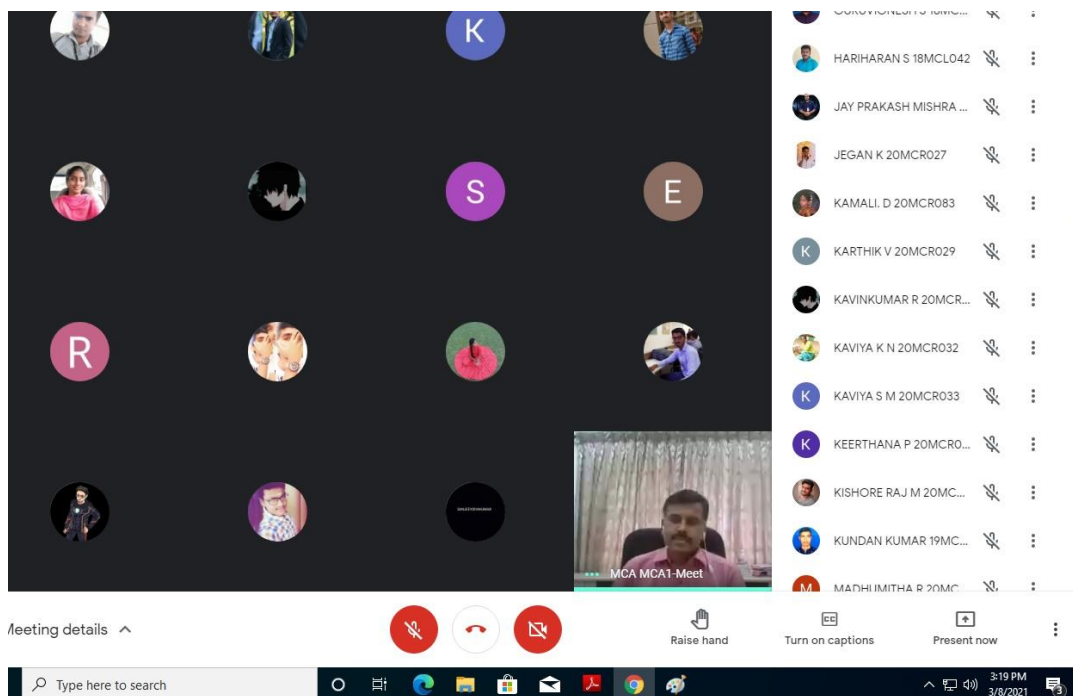 K
S
E
R
MCA MCA1-Meet
HARIHARAN S 18MCL042
JAY PRAKASH MISHRA ...
JEGAN K 20MCR027
KAMALI. D 20MCR083
K
KARTHIK V 20MCR029
KAVINKUMAR R 20MCR...
KAVIYA K N 20MCR032
K
KAVIYA S M 20MCR033
K
KEERTHANA P 20MCR0...
KISHORE RAJ M 20MC...
KUNDAN KUMAR 19MC...
M
MADHUMITHA R 20MC
Meeting details
Raise hand
CC
Turn on captions
Present now
Type here to search
3:19 PM
3/8/2021
3